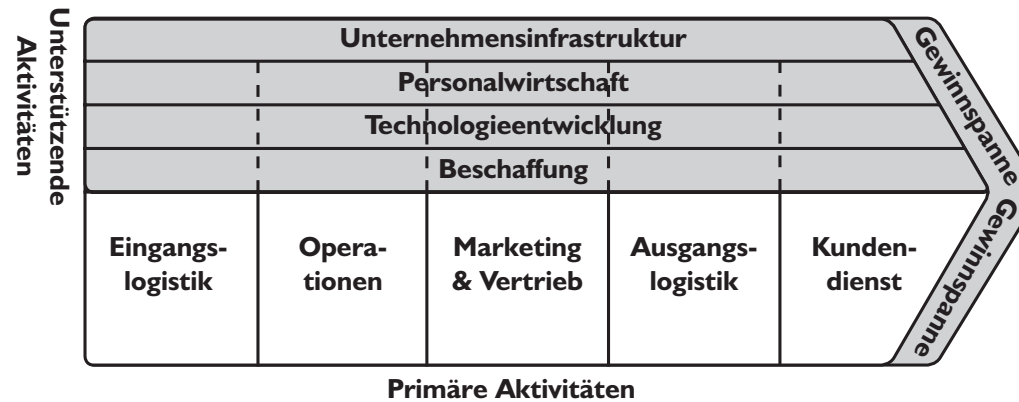 Unterstützende
Aktivitäten
Unternehmensinfrastruktur
Personalwirtschaft
Technologieentwicklung
Beschaffung
Gewinnspanne
Gewinnspanne
Eingangs-
logistik
Opera-
tionen
Marketing
& Vertrieb
Ausgangs-
logistik
Kunden-
dienst
Primäre Aktivitäten